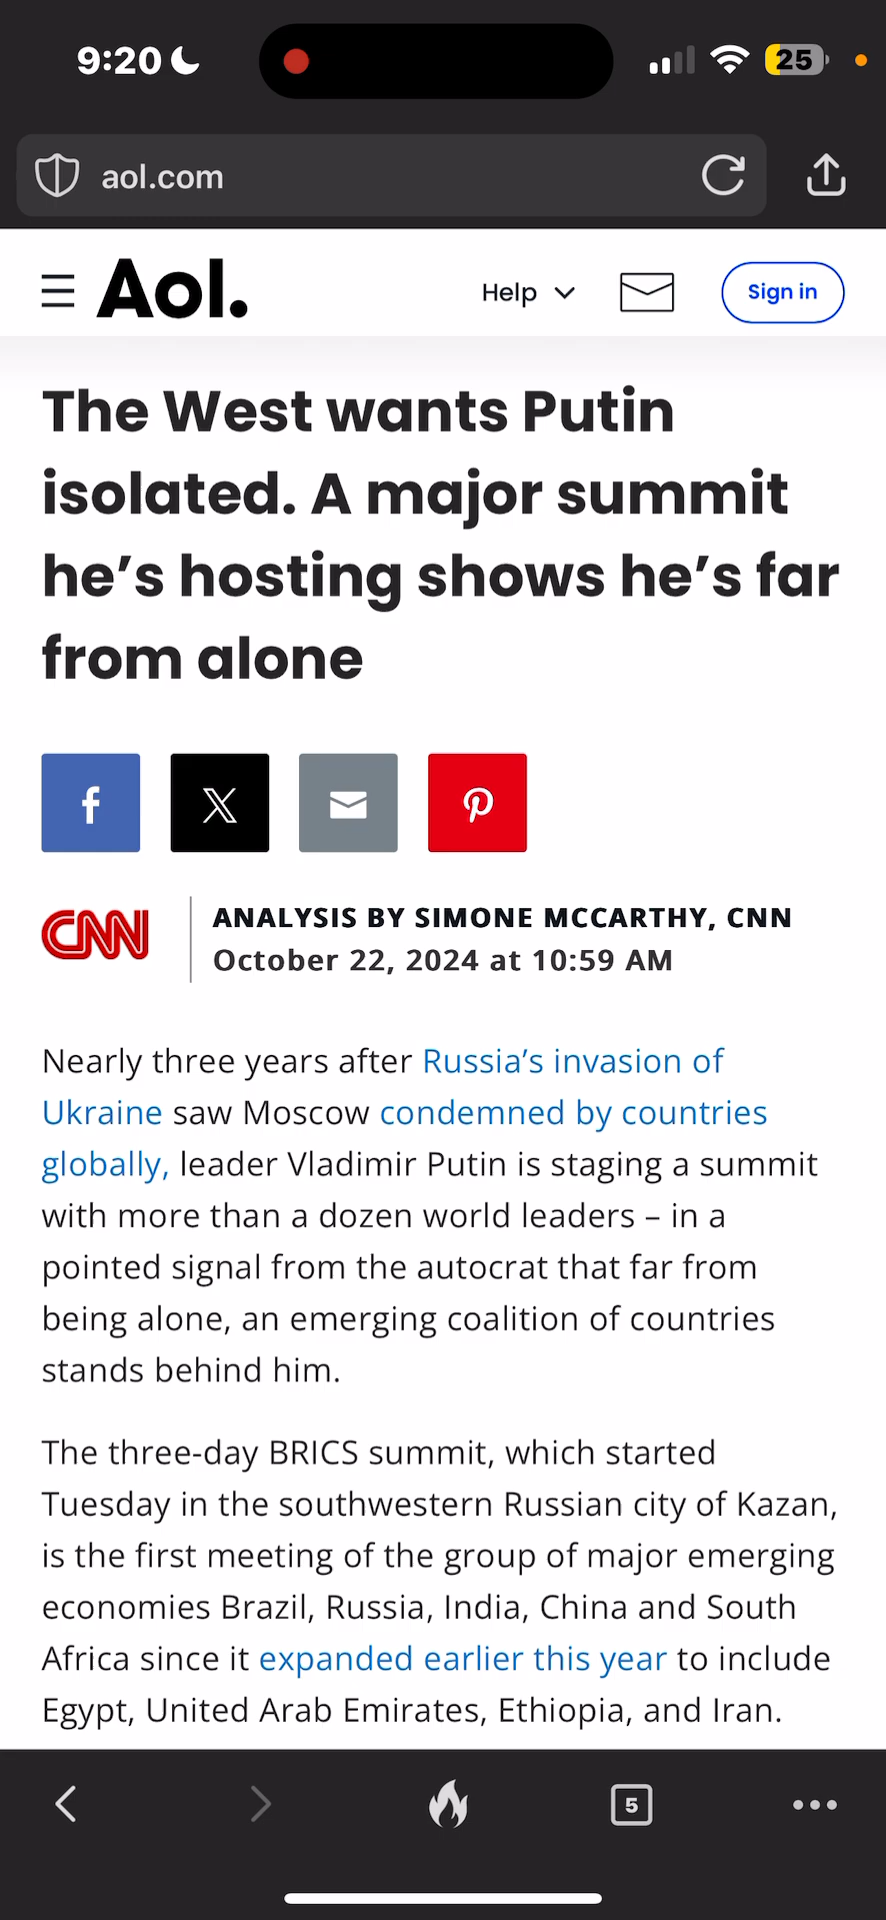 9:20
25
aol.com
Aol.
Help
Sign in
The West wants Putin
isolated. A major summit
he’s hosting shows he’s far
from alone
CNN
ANALYSIS BY SIMONE MCCARTHY, CNN
October 22, 2024 at 10:59 AM
Nearly three years after Russia’s invasion of
Ukraine saw Moscow condemned by countries
globally, leader Vladimir Putin is staging a summit
with more than a dozen world leaders – in a
pointed signal from the autocrat that far from
being alone, an emerging coalition of countries
stands behind him.
The three-day BRICS summit, which started
Tuesday in the southwestern Russian city of Kazan,
is the first meeting of the group of major emerging
economies Brazil, Russia, India, China and South
Africa since it expanded earlier this year to include
Egypt, United Arab Emirates, Ethiopia, and Iran.
5